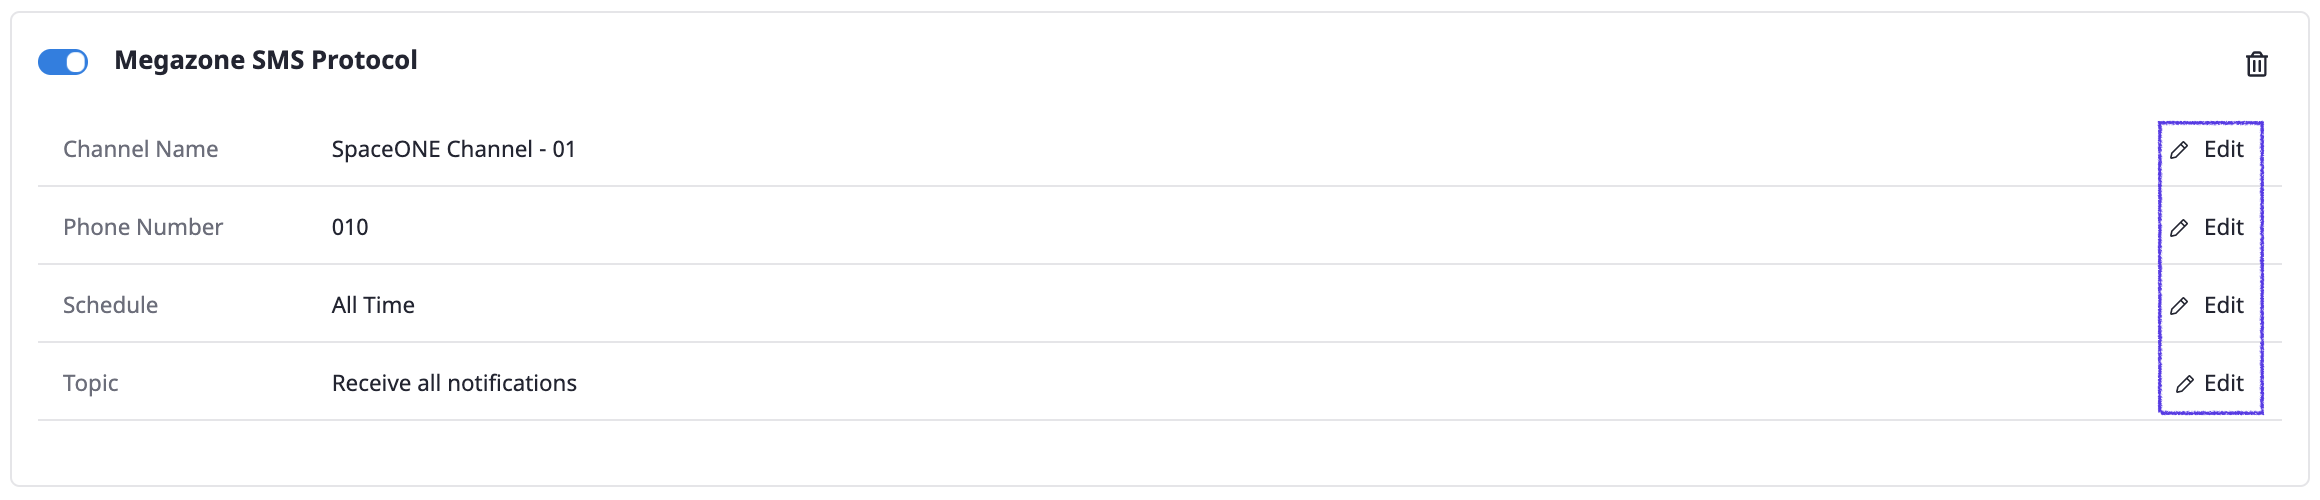 Megazone SMS Protocol
Channel Name SpaceONE Channel - 01 Edit
Phone Number 010 Edit
Schedule All Time Edit
Topic Receive all notifications Edit